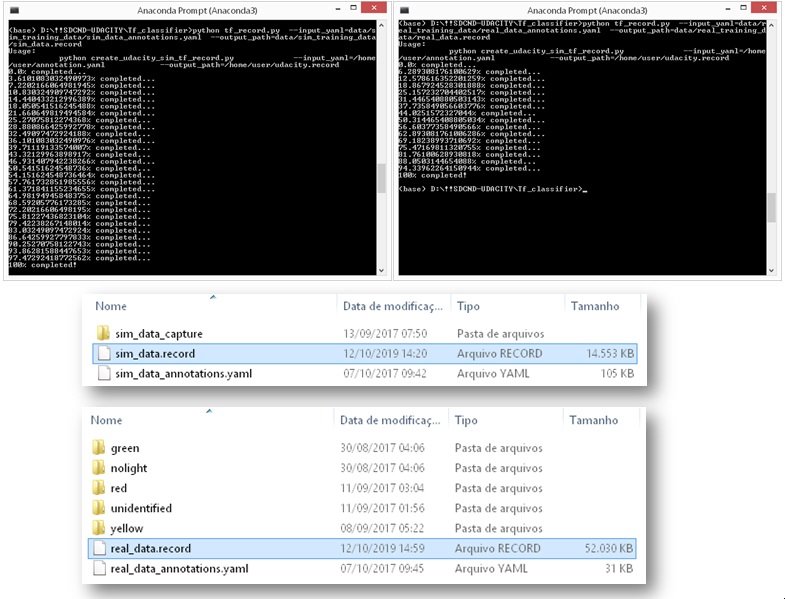 Anaconda Prompt (Anaconda3)
(base) D:\!!SDCND-UDACITY\Tf_classifier>python tf_record.py  --input_yaml=data/s
im_training_data/sim_data_annotations.yaml  --output_path=data/sim_training_data
/sim_data.record
Usage:
python create_udacity_sim_tf_record.py --input_yaml=/home
/user/annotation.yaml --output_path=/home/user/udacity.record
0.0% completed...
3.6101083032490973% completed...
7.220216606498195% completed...
10.830324909747292% completed...
14.440433212996389% completed...
18.050541516245488% completed...
21.660649819494584% completed...
25.27075812274368% completed...
28.880866425992778% completed...
32.49097472924188% completed...
36.101083032490976% completed...
39.711191335740075% completed...
43.32129963898917% completed...
46.93140794223826% completed...
50.54151624548736% completed...
54.15162454873646% completed...
57.761732851985556% completed...
61.371841155234655% completed...
64.98194945848375% completed...
68.59205776173285% completed...
72.20216606498195% completed...
75.81227436823104% completed...
79.42238267148014% completed...
83.03249097472924% completed...
86.64259927797833% completed...
90.25270758122743% completed...
93.86281588447653% completed...
97.47292418772562% completed...
100% completed!
Anaconda Prompt (Anaconda3)
(base) D:\!!SDCND-UDACITY\Tf_classifier>python tf_record.py  --input_yaml=data/r
eal_training_data/real_data_annotations.yaml  --output_path=data/real_training_d
ata/real_data.record
Usage:
python create_udacity_sim_tf_record.py --input_yaml=/home
/user/annotation.yaml --output_path=/home/user/udacity.record
0.0% completed...
6.289308176100629% completed...
12.578616352201259% completed...
18.867924528301888% completed...
25.157232704402517% completed...
31.446540880503143% completed...
37.735849056603776% completed...
44.0251572327044% completed...
50.314465408805034% completed...
56.60377358490566% completed...
62.893081761006286% completed...
69.18238993710692% completed...
75.47169811320755% completed...
81.76100628930818% completed...
88.0503144654088% completed...
94.33962264150944% completed...
100% completed!
(base) D:\!!SDCND-UDACITY\Tf_classifier>_
Nome Data de modificaç... Tipo Tamanho
sim_data_capture 13/09/2017 07:50 Pasta de arquivos
sim_data.record 12/10/2019 14:20 Arquivo RECORD 14.553 KB
sim_data_annotations.yaml 07/10/2017 09:42 Arquivo YAML 105 KB
Nome Data de modificaç... Tipo Tamanho
green 30/08/2017 04:06 Pasta de arquivos
nolight 30/08/2017 04:06 Pasta de arquivos
red 11/09/2017 03:04 Pasta de arquivos
unidentified 11/09/2017 01:56 Pasta de arquivos
yellow 08/09/2017 05:22 Pasta de arquivos
real_data.record 12/10/2019 14:59 Arquivo RECORD 52.030 KB
real_data_annotations.yaml 07/10/2017 09:45 Arquivo YAML 31 KB